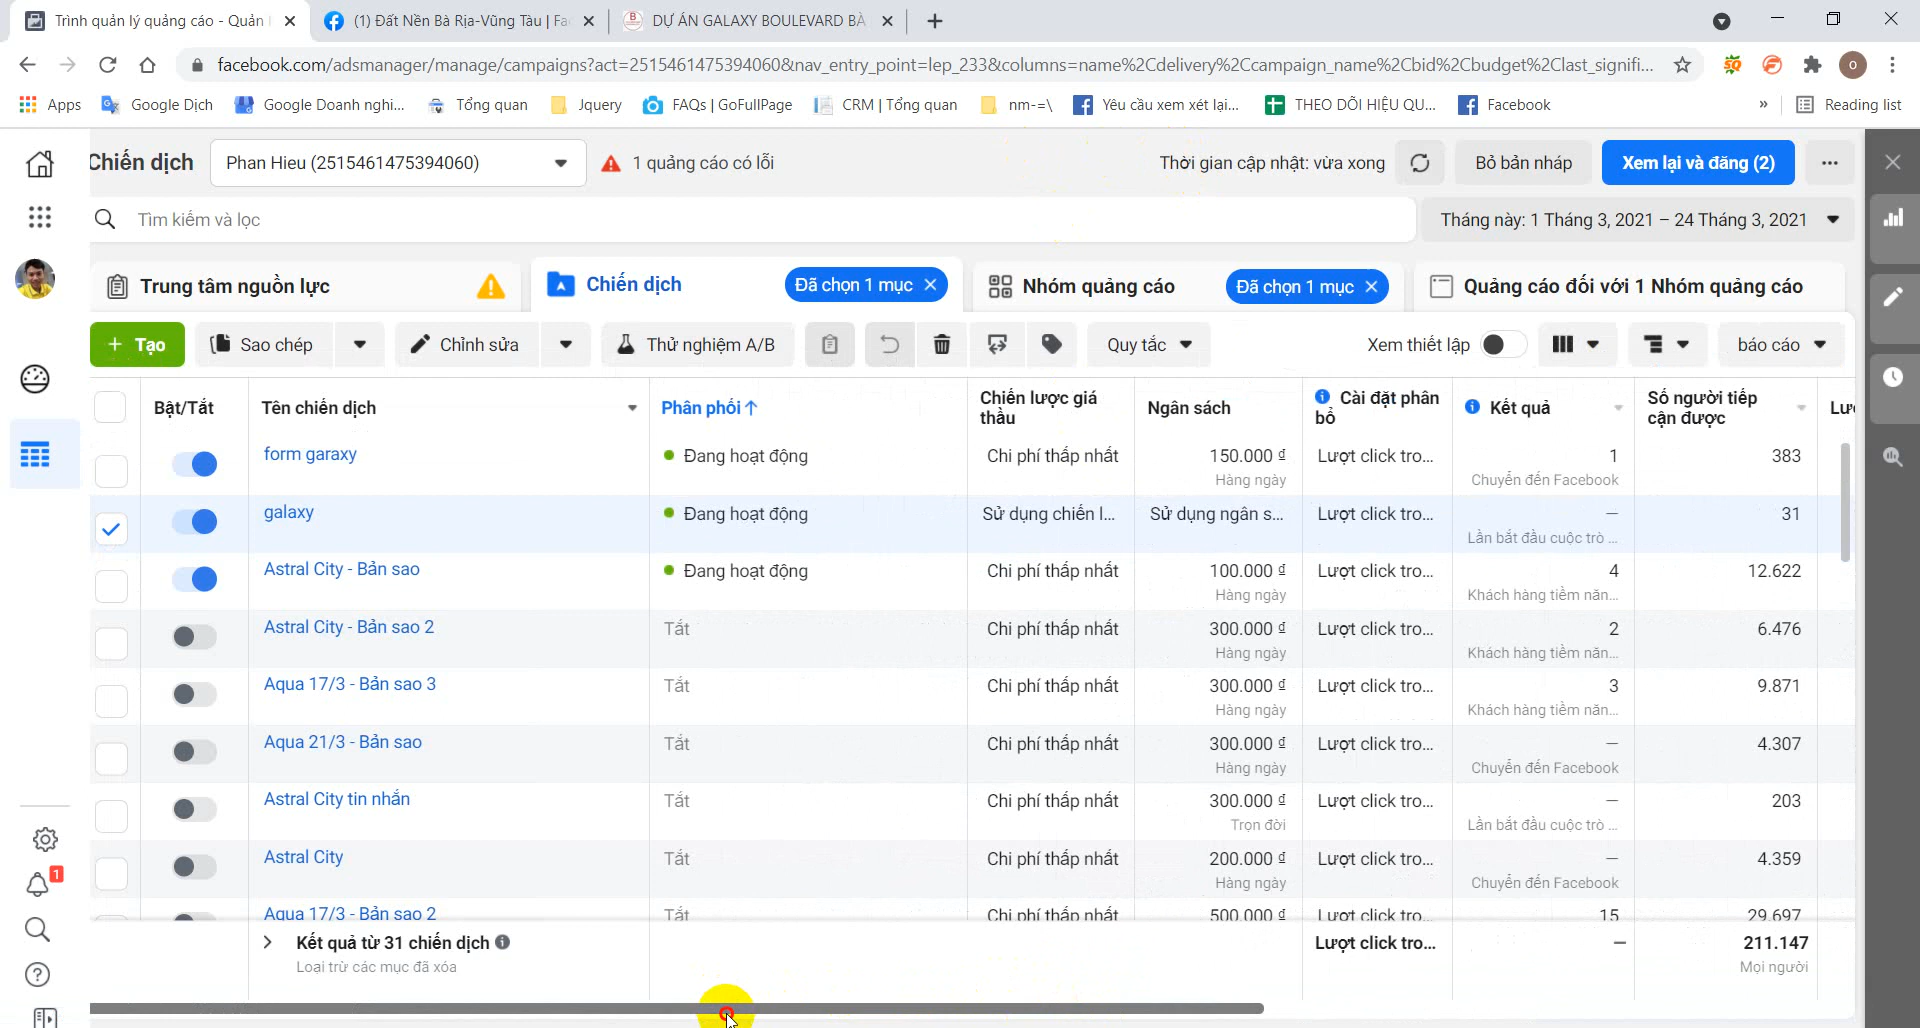 Trình quản lý quảng cáo - Quản
(1) Đất Nền Bà Rịa-Vũng Tàu | Fa
DỰ ÁN GALAXY BOULEVARD BÀ
facebook.com/adsmanager/manage/campaigns?act=2515461475394060&nav_entry_point=lep_233&columns=name%2Cdelivery%2Ccampaign_name%2Cbid%2Cbudget%2Clast_signifi...
Apps
Google Dịch
Google Doanh nghi...
Tổng quan
Jquery
FAQs | GoFullPage
CRM | Tổng quan
nm-=\
Yêu cầu xem xét lại...
THEO DÕI HIỆU QU...
Facebook
»
Reading list
Chiến dịch
Phan Hieu (2515461475394060)
1 quảng cáo có lỗi
Thời gian cập nhật: vừa xong
Bỏ bản nháp
Xem lại và đăng (2)
Tìm kiếm và lọc
Tháng này: 1 Tháng 3, 2021 – 24 Tháng 3, 2021
Trung tâm nguồn lực
Chiến dịch
Đã chọn 1 mục
Nhóm quảng cáo
Đã chọn 1 mục
Quảng cáo đối với 1 Nhóm quảng cáo
+ Tạo
Sao chép
Chỉnh sửa
Thử nghiệm A/B
Quy tắc
Xem thiết lập
báo cáo
Bật/Tắt
Tên chiến dịch
Phân phối↑
Chiến lược giá
thầu
Ngân sách
Cài đặt phân
bổ
Kết quả
Số người tiếp
cận được
Lư
form garaxy
Đang hoạt động
Chi phí thấp nhất
150.000 ₫
Hàng ngày
Lượt click tro...
1
Chuyển đến Facebook
383
galaxy
Đang hoạt động
Sử dụng chiến l...
Sử dụng ngân s...
Lượt click tro...
—
Lần bắt đầu cuộc trò ...
31
Astral City - Bản sao
Đang hoạt động
Chi phí thấp nhất
100.000 ₫
Hàng ngày
Lượt click tro...
4
Khách hàng tiềm năn...
12.622
Astral City - Bản sao 2
Tắt
Chi phí thấp nhất
300.000 ₫
Hàng ngày
Lượt click tro...
2
Khách hàng tiềm năn...
6.476
Aqua 17/3 - Bản sao 3
Tắt
Chi phí thấp nhất
300.000 ₫
Hàng ngày
Lượt click tro...
3
Khách hàng tiềm năn...
9.871
Aqua 21/3 - Bản sao
Tắt
Chi phí thấp nhất
300.000 ₫
Hàng ngày
Lượt click tro...
—
Chuyển đến Facebook
4.307
Astral City tin nhắn
Tắt
Chi phí thấp nhất
300.000 ₫
Trọn đời
Lượt click tro...
—
Lần bắt đầu cuộc trò ...
203
Astral City
Tắt
Chi phí thấp nhất
200.000 ₫
Hàng ngày
Lượt click tro...
—
Chuyển đến Facebook
4.359
Aqua 17/3 - Bản sao 2
Tắt
Chi phí thấp nhất
500.000 ₫
Lượt click tro...
15
29.697
Kết quả từ 31 chiến dịch
Loại trừ các mục đã xóa
Lượt click tro...
—
211.147
Mọi người
1